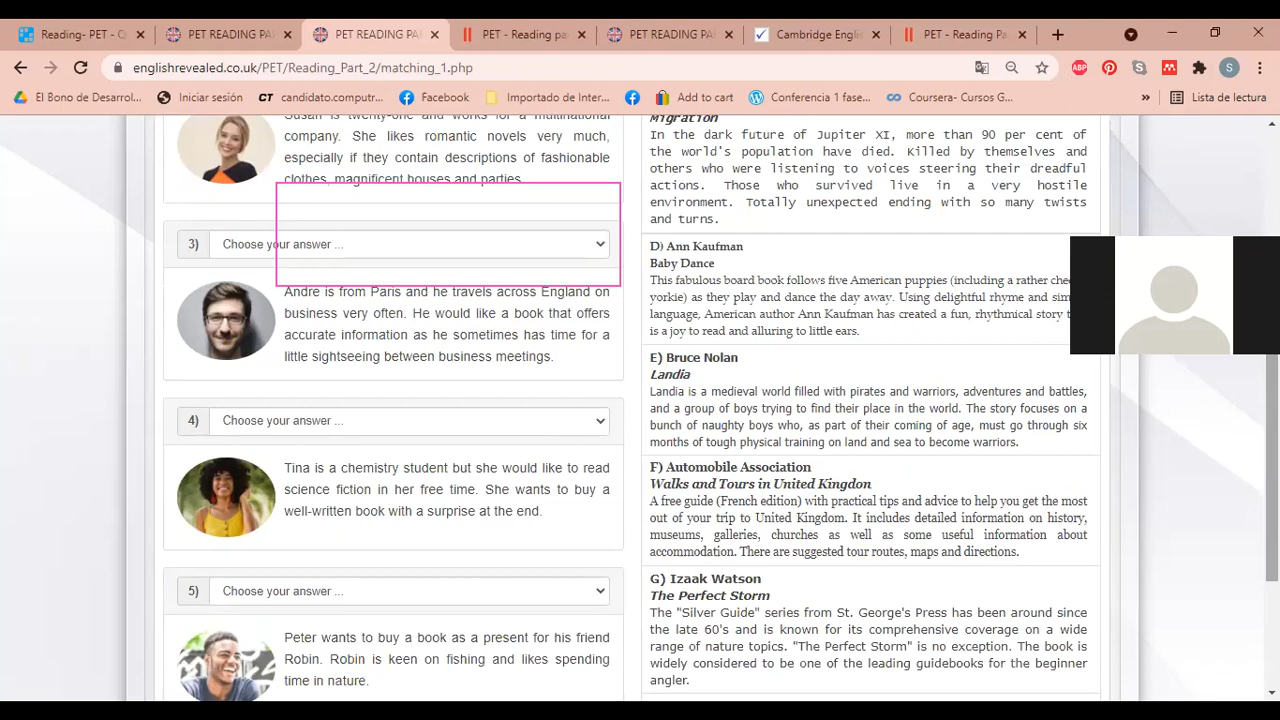 Reading- PET - Q
PET READING PA
PET READING PA
PET - Reading pa
PET READING PA
Cambridge Engli
PET - Reading Pa
englishrevealed.co.uk/PET/Reading_Part_2/matching_1.php
ABP
S
El Bono de Desarrol...
Iniciar sesión
CT candidato.computr...
Facebook
Importado de Inter...
Add to cart
Conferencia 1 fase...
Coursera- Cursos G...
»
Lista de lectura
Susan is twenty-one and works for a multinational
company. She likes romantic novels very much,
especially if they contain descriptions of fashionable
clothes, magnificent houses and parties.
3) Choose your answer ...
Andre is from Paris and he travels across England on
business very often. He would like a book that offers
accurate information as he sometimes has time for a
little sightseeing between business meetings.
4) Choose your answer ...
Tina is a chemistry student but she would like to read
science fiction in her free time. She wants to buy a
well-written book with a surprise at the end.
5) Choose your answer ...
Peter wants to buy a book as a present for his friend
Robin. Robin is keen on fishing and likes spending
time in nature.
Migration
In the dark future of Jupiter XI, more than 90 per cent of
the world's population have died. Killed by themselves and
others who were listening to voices steering their dreadful
actions. Those who survived live in a very hostile
environment. Totally unexpected ending with so many twists
and turns.
D) Ann Kaufman
Baby Dance
This fabulous board book follows five American puppies (including a rather che
yorkie) as they play and dance the day away. Using delightful rhyme and sim
language, American author Ann Kaufman has created a fun, rhythmical story t
is a joy to read and alluring to little ears.
E) Bruce Nolan
Landia
Landia is a medieval world filled with pirates and warriors, adventures and battles,
and a group of boys trying to find their place in the world. The story focuses on a
bunch of naughty boys who, as part of their coming of age, must go through six
months of tough physical training on land and sea to become warriors.
F) Automobile Association
Walks and Tours in United Kingdon
A free guide (French edition) with practical tips and advice to help you get the most
out of your trip to United Kingdom. It includes detailed information on history,
museums, galleries, churches as well as some useful information about
accommodation. There are suggested tour routes, maps and directions.
G) Izaak Watson
The Perfect Storm
The "Silver Guide" series from St. George's Press has been around since
the late 60's and is known for its comprehensive coverage on a wide
range of nature topics. "The Perfect Storm" is no exception. The book is
widely considered to be one of the leading guidebooks for the beginner
angler.